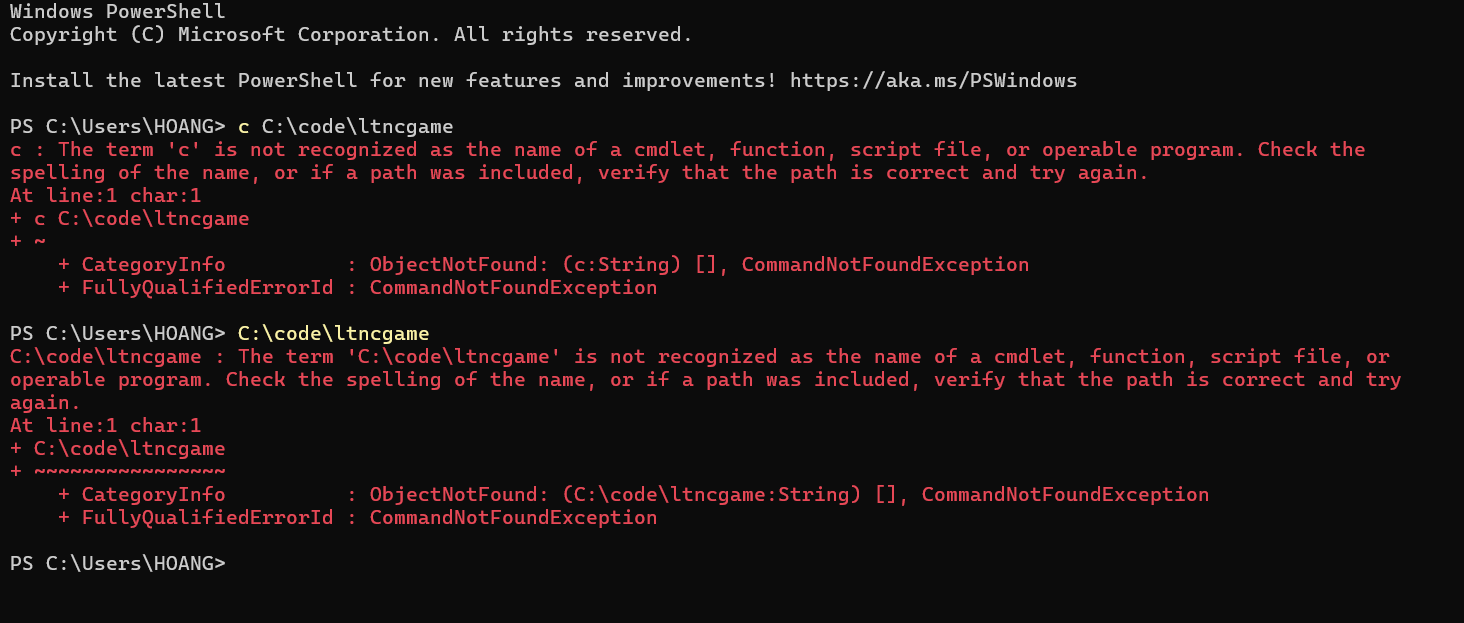 Windows PowerShell
Copyright (C) Microsoft Corporation. All rights reserved.
Install the latest PowerShell for new features and improvements! https://aka.ms/PSWindows
PS C:\Users\HOANG> c C:\code\ltncgame
c : The term 'c' is not recognized as the name of a cmdlet, function, script file, or operable program. Check the
spelling of the name, or if a path was included, verify that the path is correct and try again.
At line:1 char:1
+ c C:\code\ltncgame
+ ~
    + CategoryInfo          : ObjectNotFound: (c:String) [], CommandNotFoundException
    + FullyQualifiedErrorId : CommandNotFoundException
PS C:\Users\HOANG> C:\code\ltncgame
C:\code\ltncgame : The term 'C:\code\ltncgame' is not recognized as the name of a cmdlet, function, script file, or
operable program. Check the spelling of the name, or if a path was included, verify that the path is correct and try
again.
At line:1 char:1
+ C:\code\ltncgame
+ ~~~~~~~~~~~~~~~~
    + CategoryInfo          : ObjectNotFound: (C:\code\ltncgame:String) [], CommandNotFoundException
    + FullyQualifiedErrorId : CommandNotFoundException
PS C:\Users\HOANG>